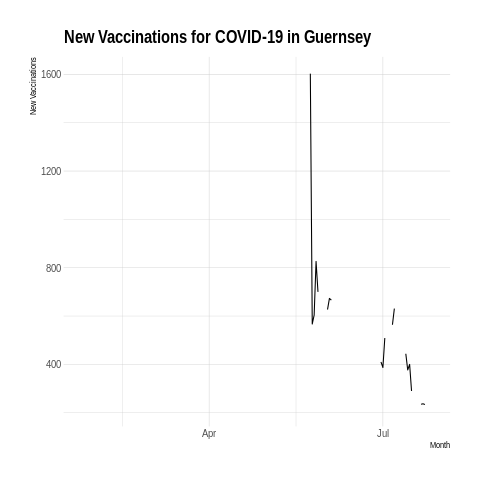 New Vaccinations for COVID-19 in Guernsey
New Vaccinations
1600
1200
800
400
Apr
Jul
Month